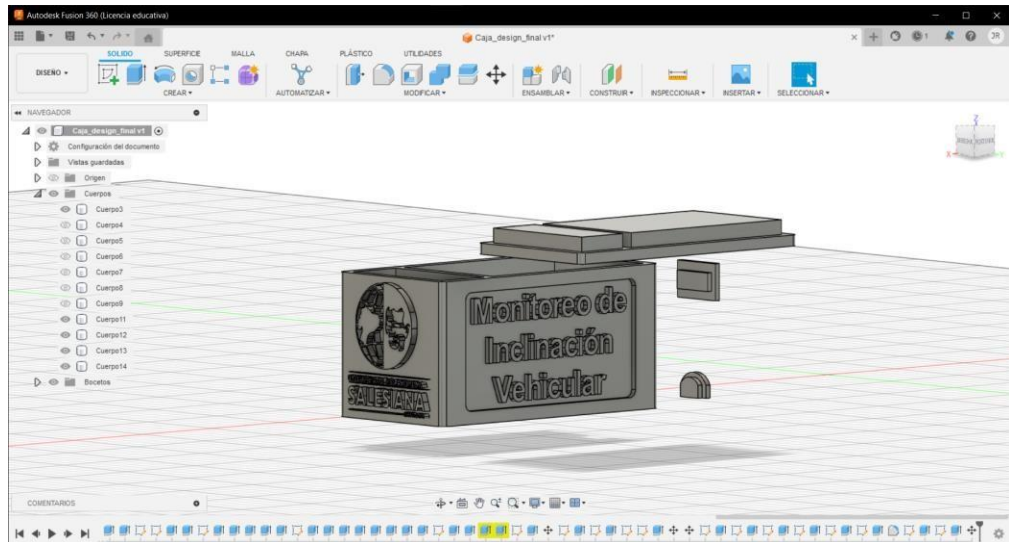 Autodesk Fusion 360 (Licencia educativa)
Caja_design_final v1*
1
JR
SÓLIDO SUPERFICIE MALLA CHAPA PLÁSTICO UTILIDADES
DISEÑO
CREAR AUTOMATIZAR MODIFICAR ENSAMBLAR CONSTRUIR INSPECCIONAR INSERTAR SELECCIONAR
NAVEGADOR
Caja_design_final v1
Configuración del documento
Vistas guardadas
Origen
Cuerpos
Cuerpo3
Cuerpo4
Cuerpo5
Cuerpo6
Cuerpo7
Cuerpo8
Cuerpo9
Cuerpo11
Cuerpo12
Cuerpo13
Cuerpo14
Bocetos
Z
X
Y
Monitoreo de
Inclinación
Vehicular
SALESIANA
COMENTARIOS